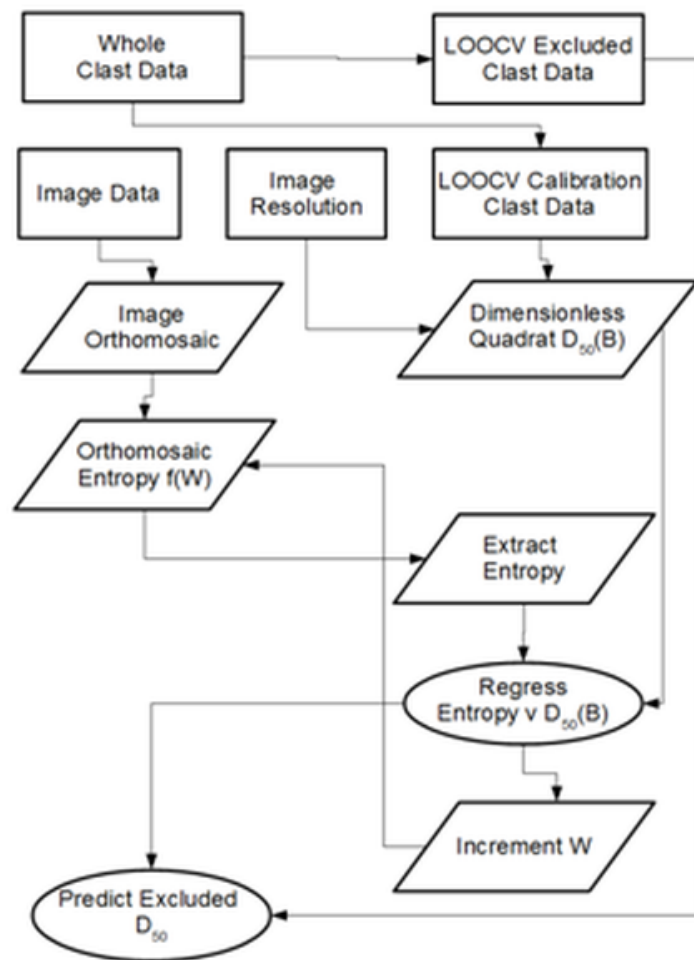 Whole
Clast Data
LOOCV Excluded
Clast Data
Image Data
Image
Resolution
LOOCV Calibration
Clast Data
Image
Orthomosaic
Dimensionless
Quadrat D₅₀(B)
Orthomosaic
Entropy f(W)
Extract
Entropy
Regress
Entropy v D₅₀(B)
Increment W
Predict Excluded
D₅₀